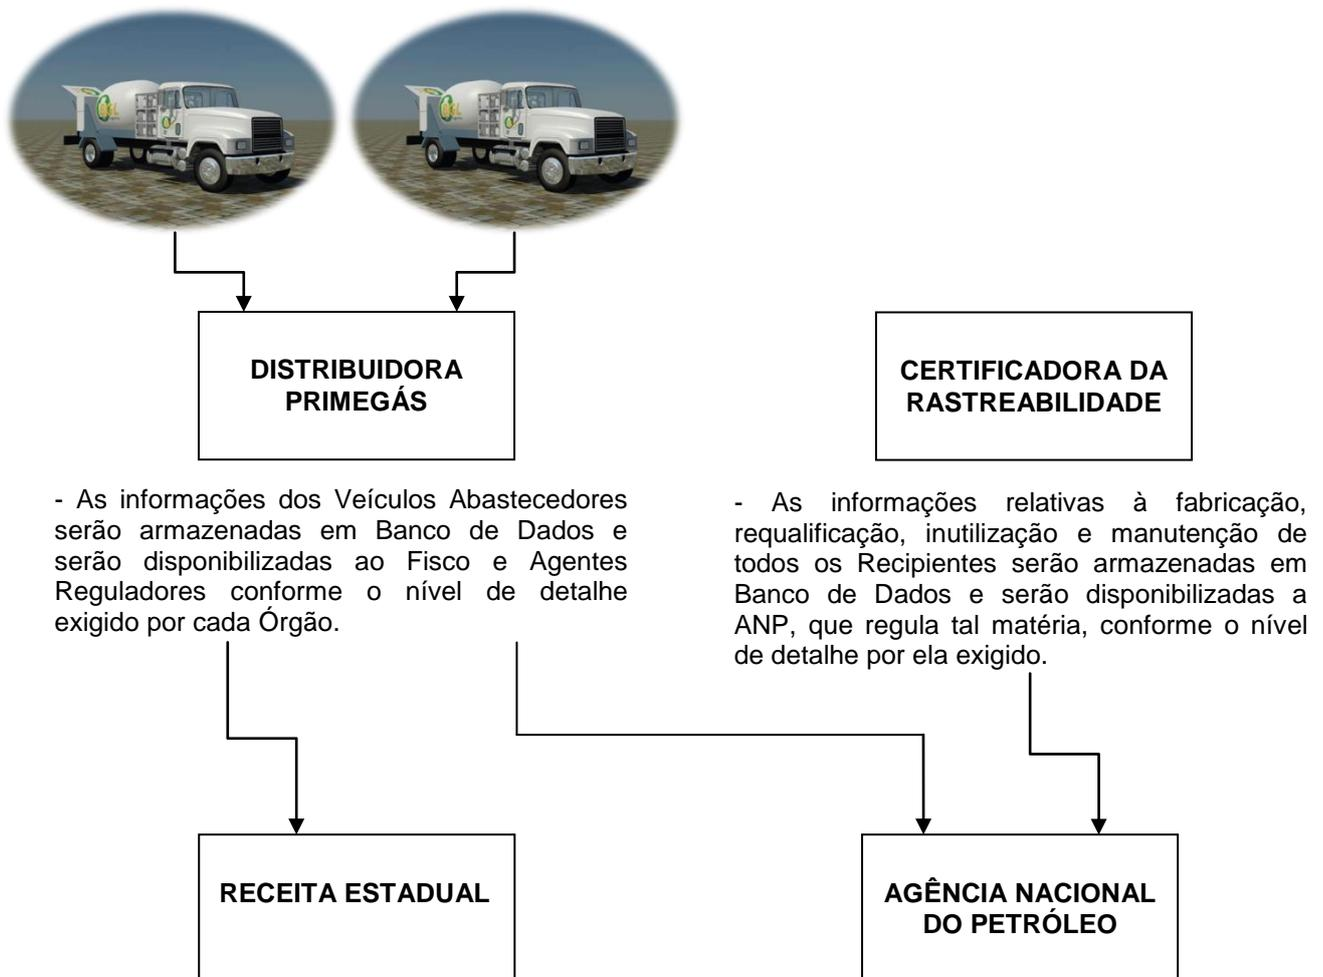 DISTRIBUIDORA
PRIMEGÁS
CERTIFICADORA DA
RASTREABILIDADE
- As informações dos Veículos Abastecedores
serão armazenadas em Banco de Dados e
serão disponibilizadas ao Fisco e Agentes
Reguladores conforme o nível de detalhe
exigido por cada Órgão.
- As informações relativas à fabricação,
requalificação, inutilização e manutenção de
todos os Recipientes serão armazenadas em
Banco de Dados e serão disponibilizadas a
ANP, que regula tal matéria, conforme o nível
de detalhe por ela exigido.
RECEITA ESTADUAL
AGÊNCIA NACIONAL
DO PETRÓLEO